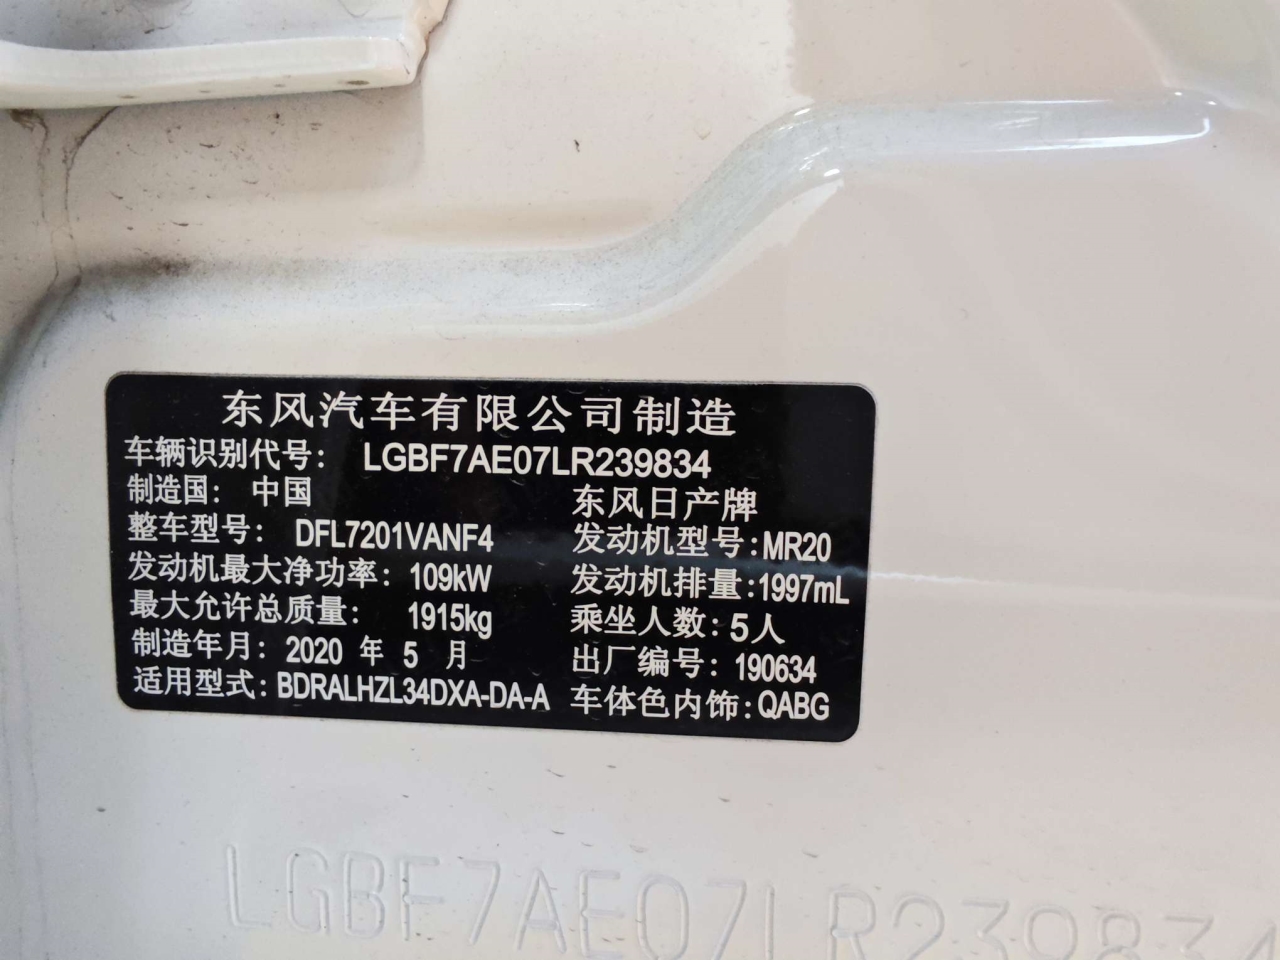 东风汽车有限公司制造
车辆识别代号: LGBF7AE07LR239834
制造国: 中国 东风日产牌
整车型号: DFL7201VANF4 发动机型号:MR20
发动机最大净功率: 109kW 发动机排量:1997mL
最大允许总质量: 1915kg 乘坐人数: 5人
制造年月: 2020 年 5 月 出厂编号: 190634
适用型式: BDRALHZL34DXA-DA-A 车体色内饰:QABG
LGBF7AE07LR239834